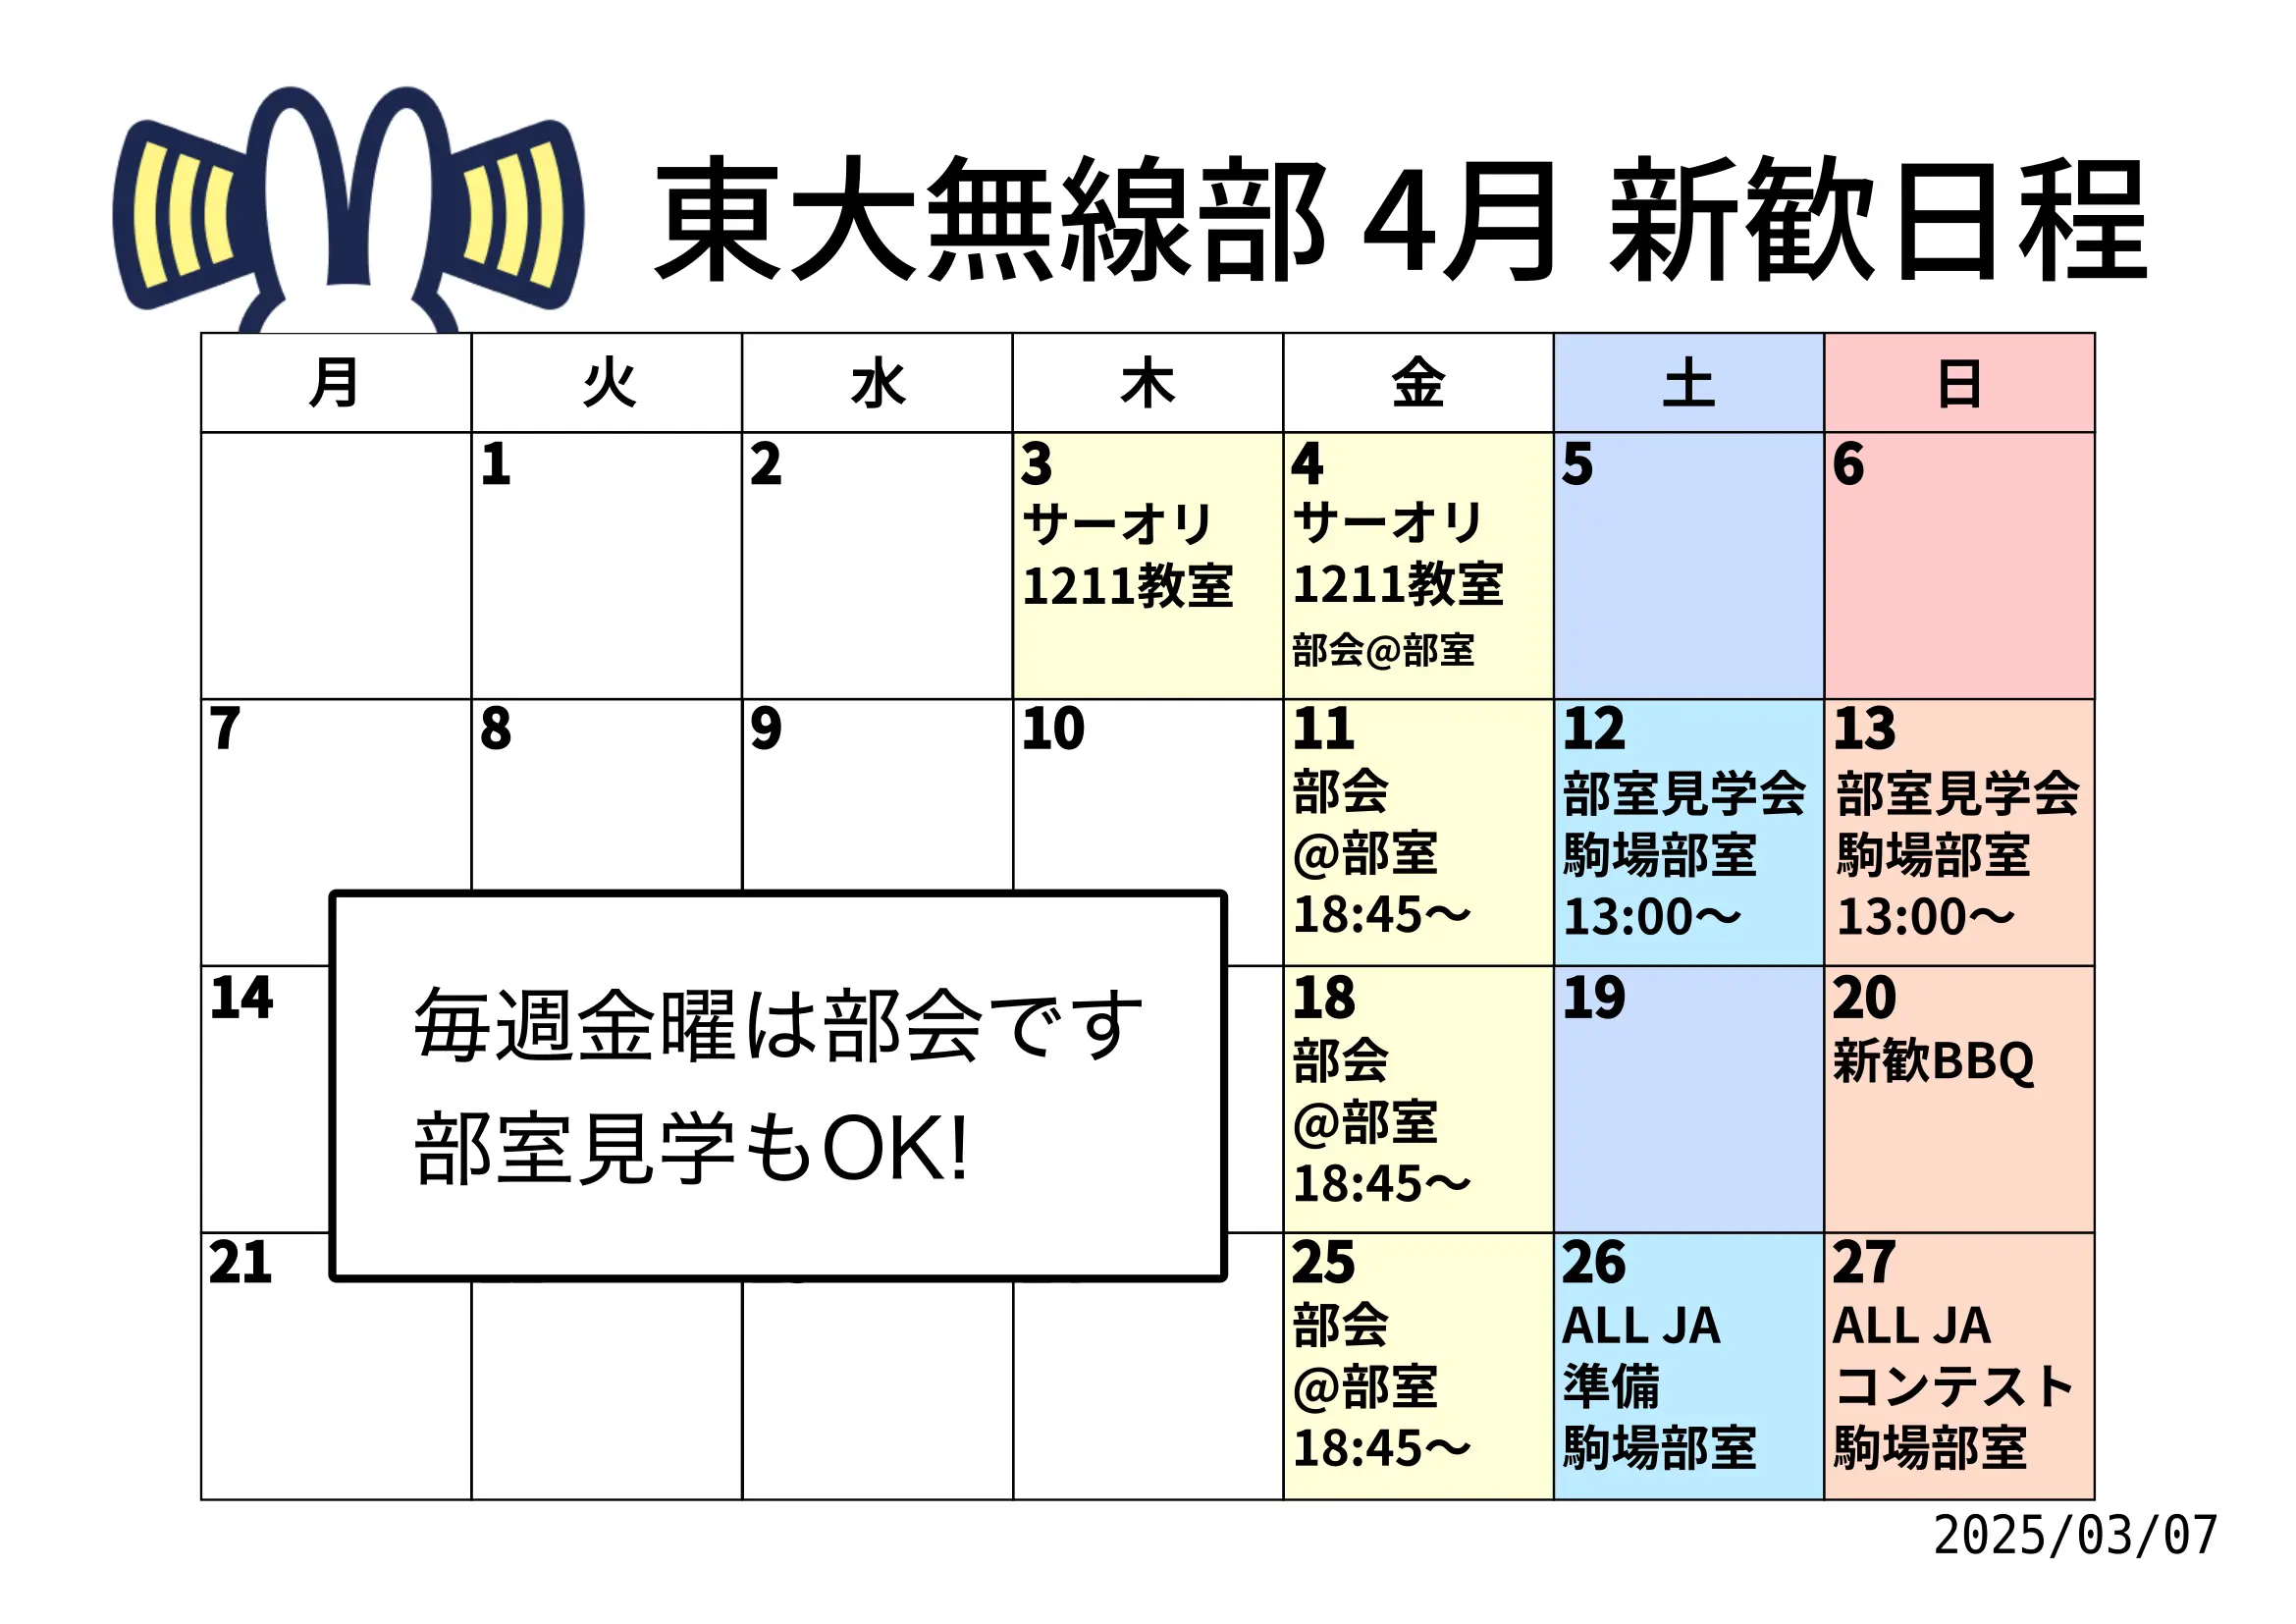 東大無線部 4月 新歓日程
月 火 水 木 金 土 日
1
2
3
サーオリ
1211教室
4
サーオリ
1211教室
部会@部室
5
6
7
8
9
10
11
部会
@部室
18:45～
12
部室見学会
駒場部室
13:00～
13
部室見学会
駒場部室
13:00～
14
毎週金曜は部会です
部室見学もOK!
18
部会
@部室
18:45～
19
20
新歓BBQ
21
25
部会
@部室
18:45～
26
ALL JA
準備
駒場部室
27
ALL JA
コンテスト
駒場部室
2025/03/07